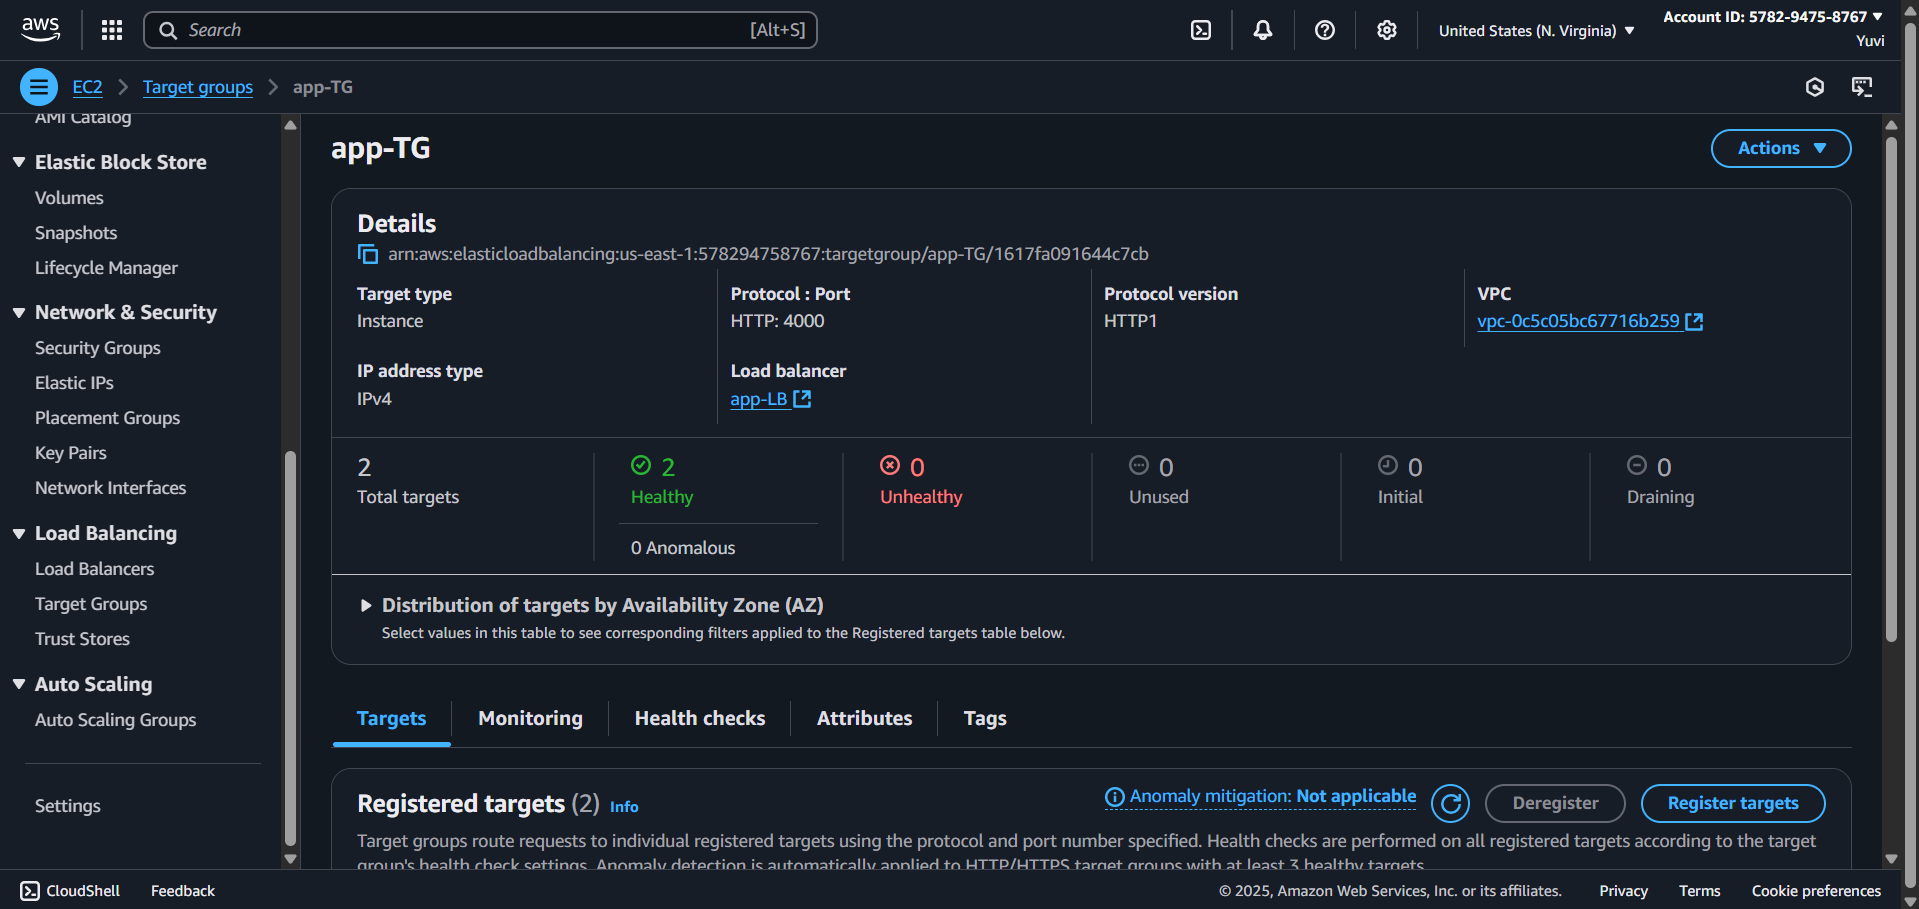 aws
Search
[Alt+S]
United States (N. Virginia)
Account ID: 5782-9475-8767
Yuvi
EC2
Target groups
app-TG
AMI Catalog
Elastic Block Store
Volumes
Snapshots
Lifecycle Manager
Network & Security
Security Groups
Elastic IPs
Placement Groups
Key Pairs
Network Interfaces
Load Balancing
Load Balancers
Target Groups
Trust Stores
Auto Scaling
Auto Scaling Groups
Settings
app-TG
Actions
Details
arn:aws:elasticloadbalancing:us-east-1:578294758767:targetgroup/app-TG/1617fa091644c7cb
Target type
Instance
Protocol : Port
HTTP: 4000
Protocol version
HTTP1
VPC
vpc-0c5c05bc67716b259
IP address type
IPv4
Load balancer
app-LB
2
Total targets
2
Healthy
0 Anomalous
0
Unhealthy
0
Unused
0
Initial
0
Draining
Distribution of targets by Availability Zone (AZ)
Select values in this table to see corresponding filters applied to the Registered targets table below.
Targets
Monitoring
Health checks
Attributes
Tags
Registered targets (2) Info
Anomaly mitigation: Not applicable
Deregister
Register targets
Target groups route requests to individual registered targets using the protocol and port number specified. Health checks are performed on all registered targets according to the target
group's health check settings. Anomaly detection is automatically applied to HTTP/HTTPS target groups with at least 3 healthy targets.
CloudShell
Feedback
© 2025, Amazon Web Services, Inc. or its affiliates.
Privacy
Terms
Cookie preferences